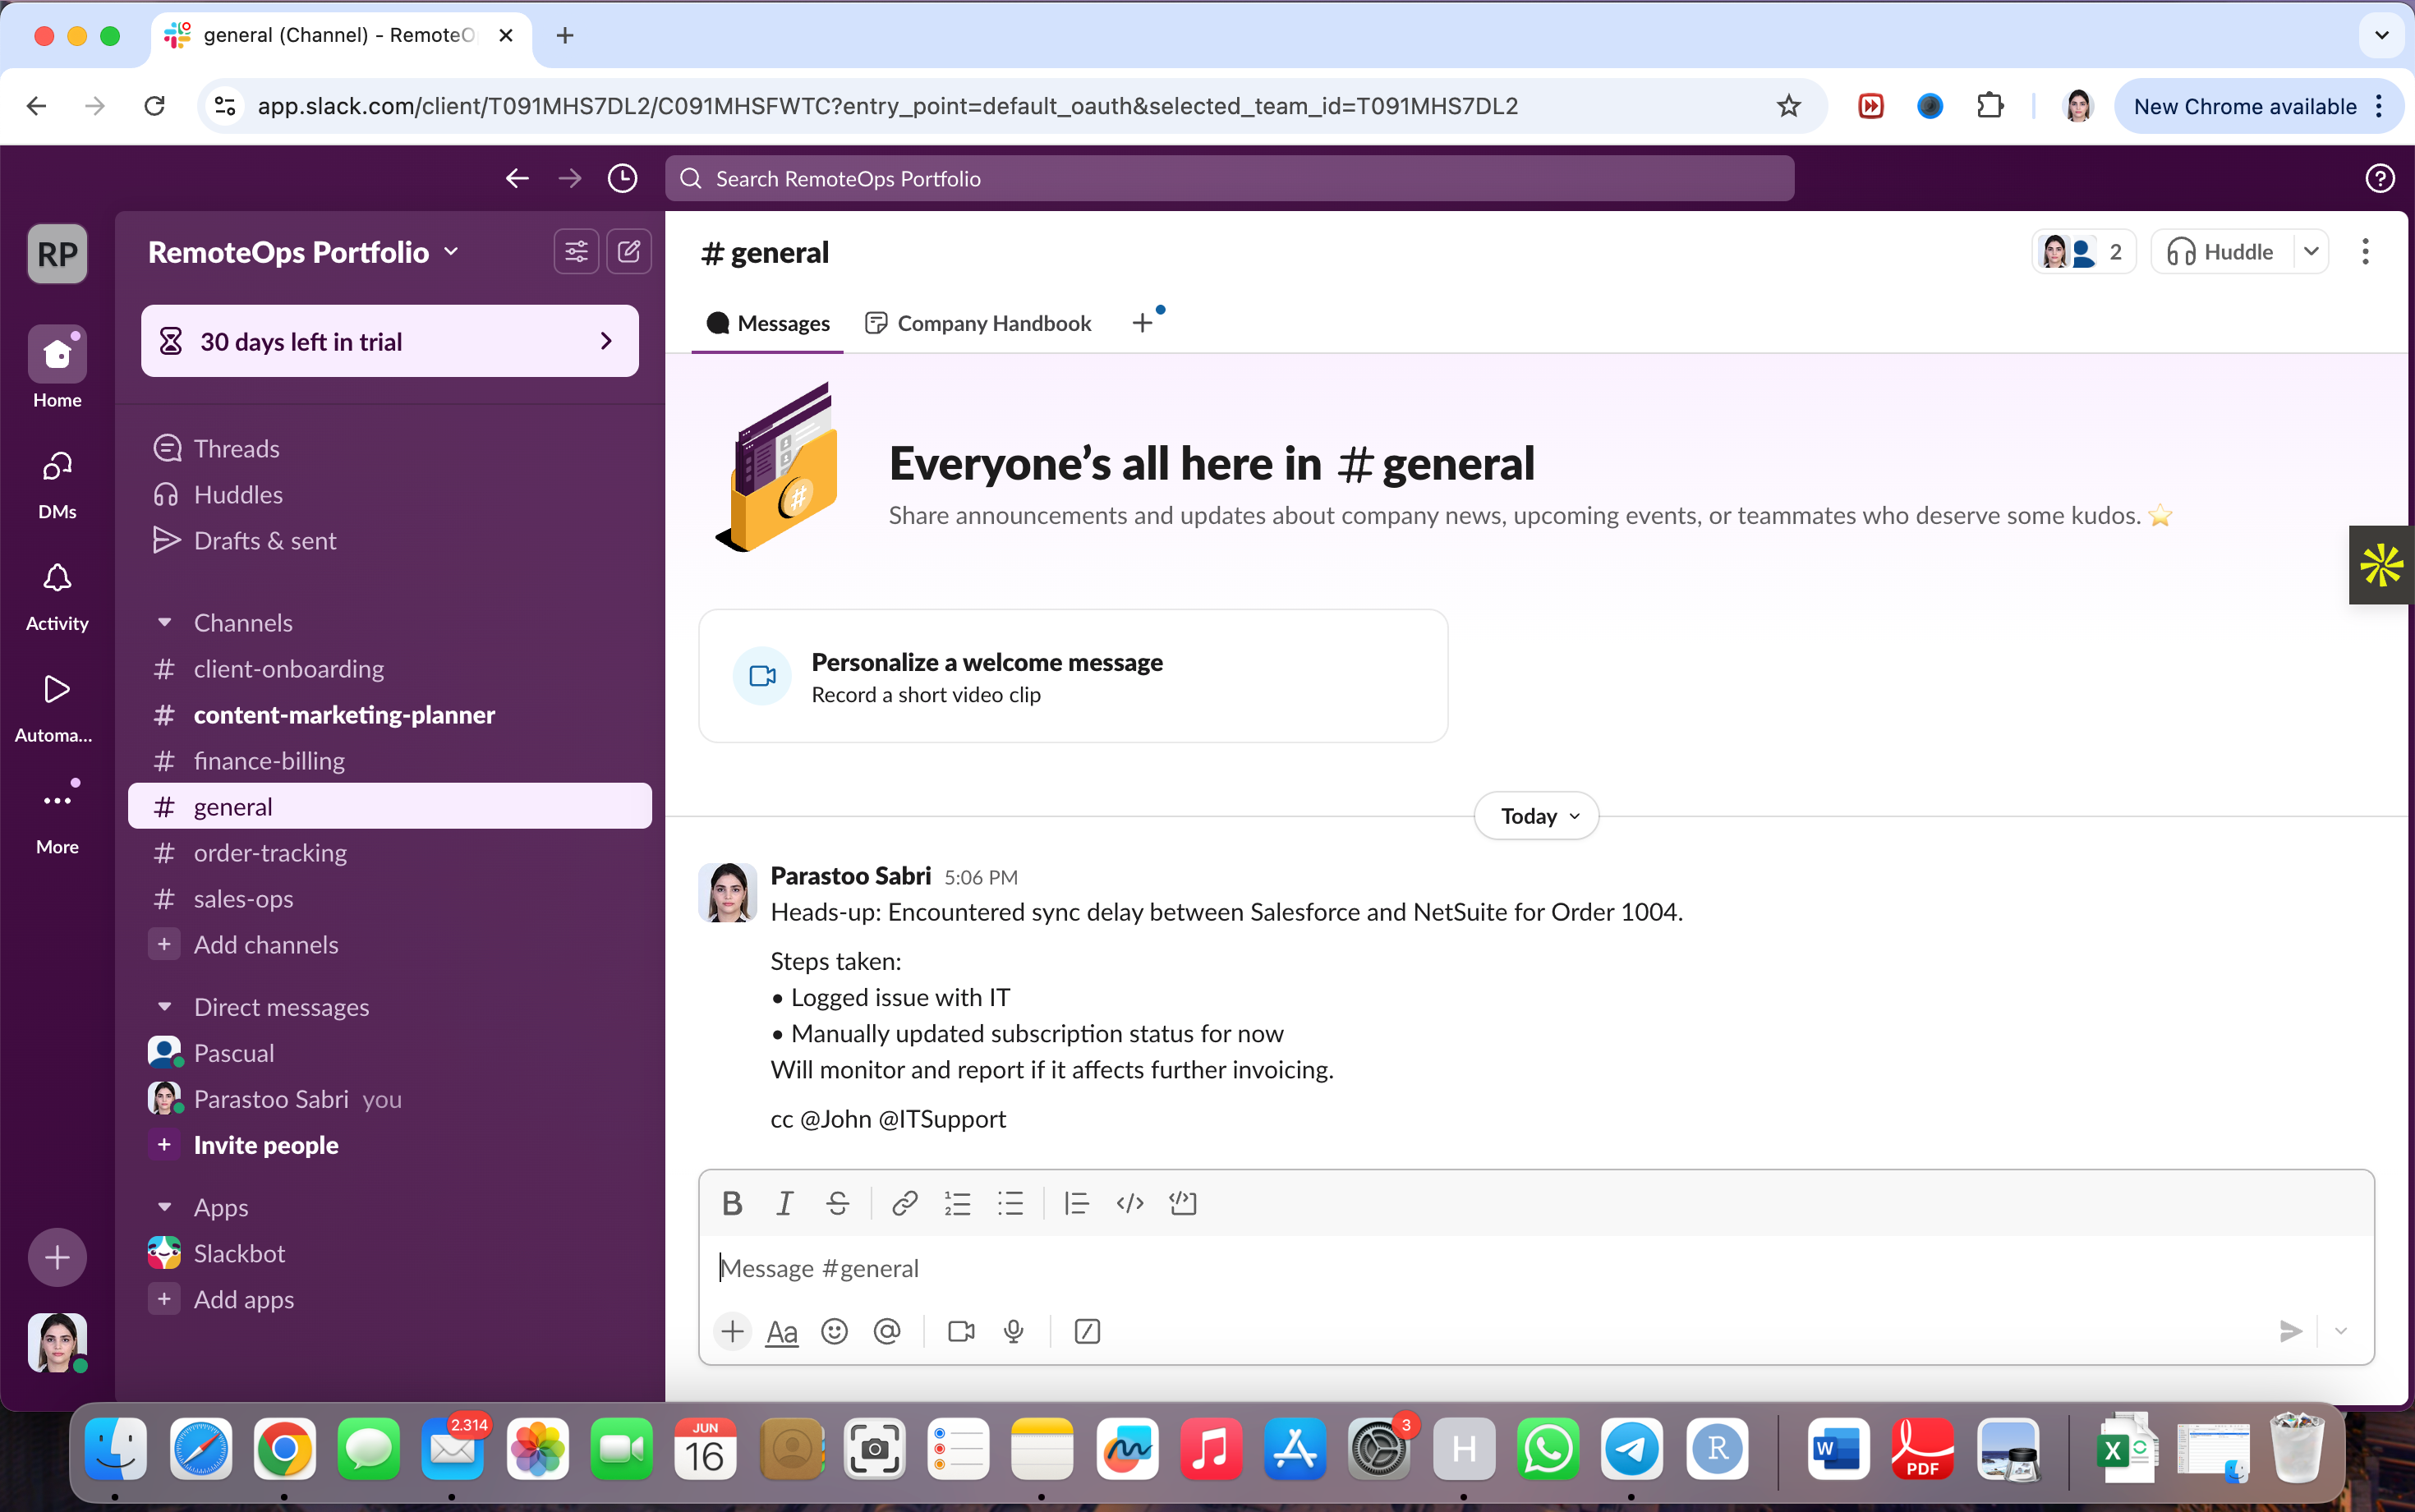 general (Channel) - RemoteO
app.slack.com/client/T091MHS7DL2/C091MHSFWTC?entry_point=default_oauth&selected_team_id=T091MHS7DL2
New Chrome available
Search RemoteOps Portfolio
RP
Home
DMs
Activity
Automa...
More
RemoteOps Portfolio
30 days left in trial
Threads
Huddles
Drafts & sent
Channels
# client-onboarding
# content-marketing-planner
# finance-billing
# general
# order-tracking
# sales-ops
+ Add channels
Direct messages
Pascual
Parastoo Sabri you
+ Invite people
Apps
Slackbot
+ Add apps
# general
2
Huddle
Messages
Company Handbook
Everyone’s all here in # general
Share announcements and updates about company news, upcoming events, or teammates who deserve some kudos. ⭐
Personalize a welcome message
Record a short video clip
Today
Parastoo Sabri 5:06 PM
Heads-up: Encountered sync delay between Salesforce and NetSuite for Order 1004.
Steps taken:
• Logged issue with IT
• Manually updated subscription status for now
Will monitor and report if it affects further invoicing.
cc @John @ITSupport
Message #general
Aa
2.314
JUN
16
3
H
R
W
PDF
X